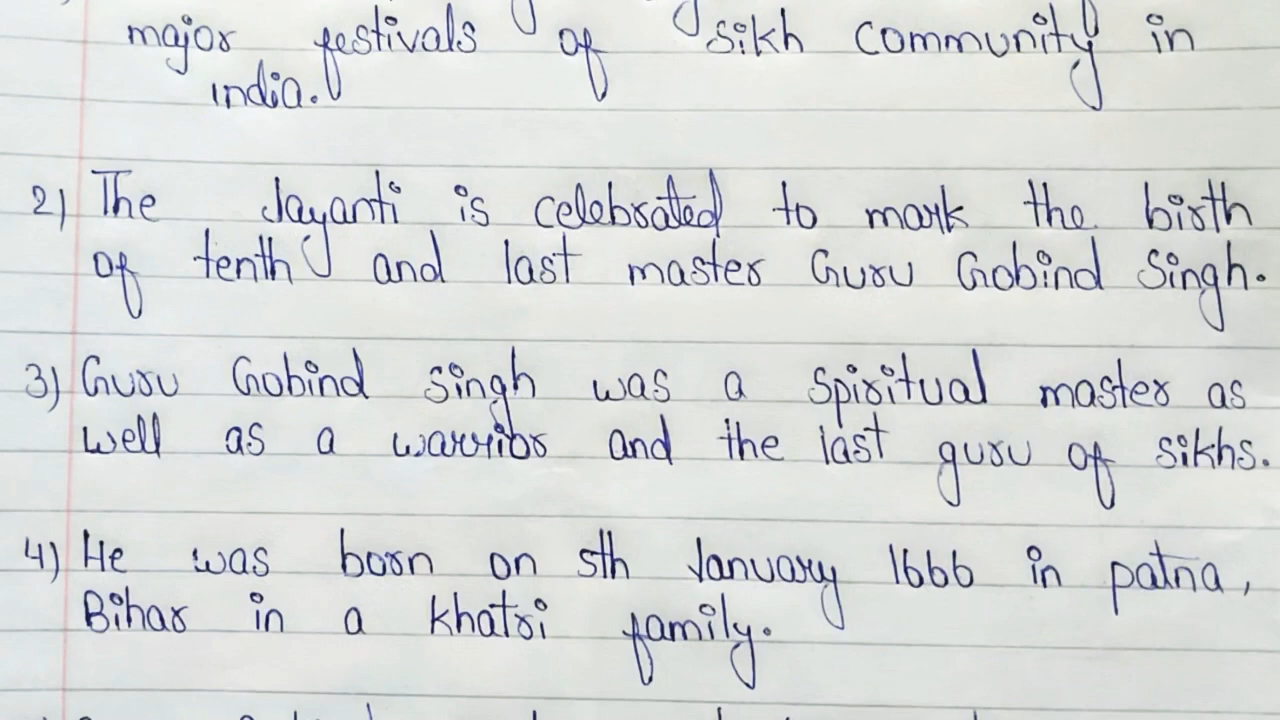 major festivals of sikh community in
india.
2) The Jayanti is celebrated to mark the birth
of tenth and last master Guru Gobind Singh.
3) Guru Gobind singh was a spiritual master as
well as a warrior and the last guru of sikhs.
4) He was born on 5th January 1666 in patna,
Bihar in a khatri family.